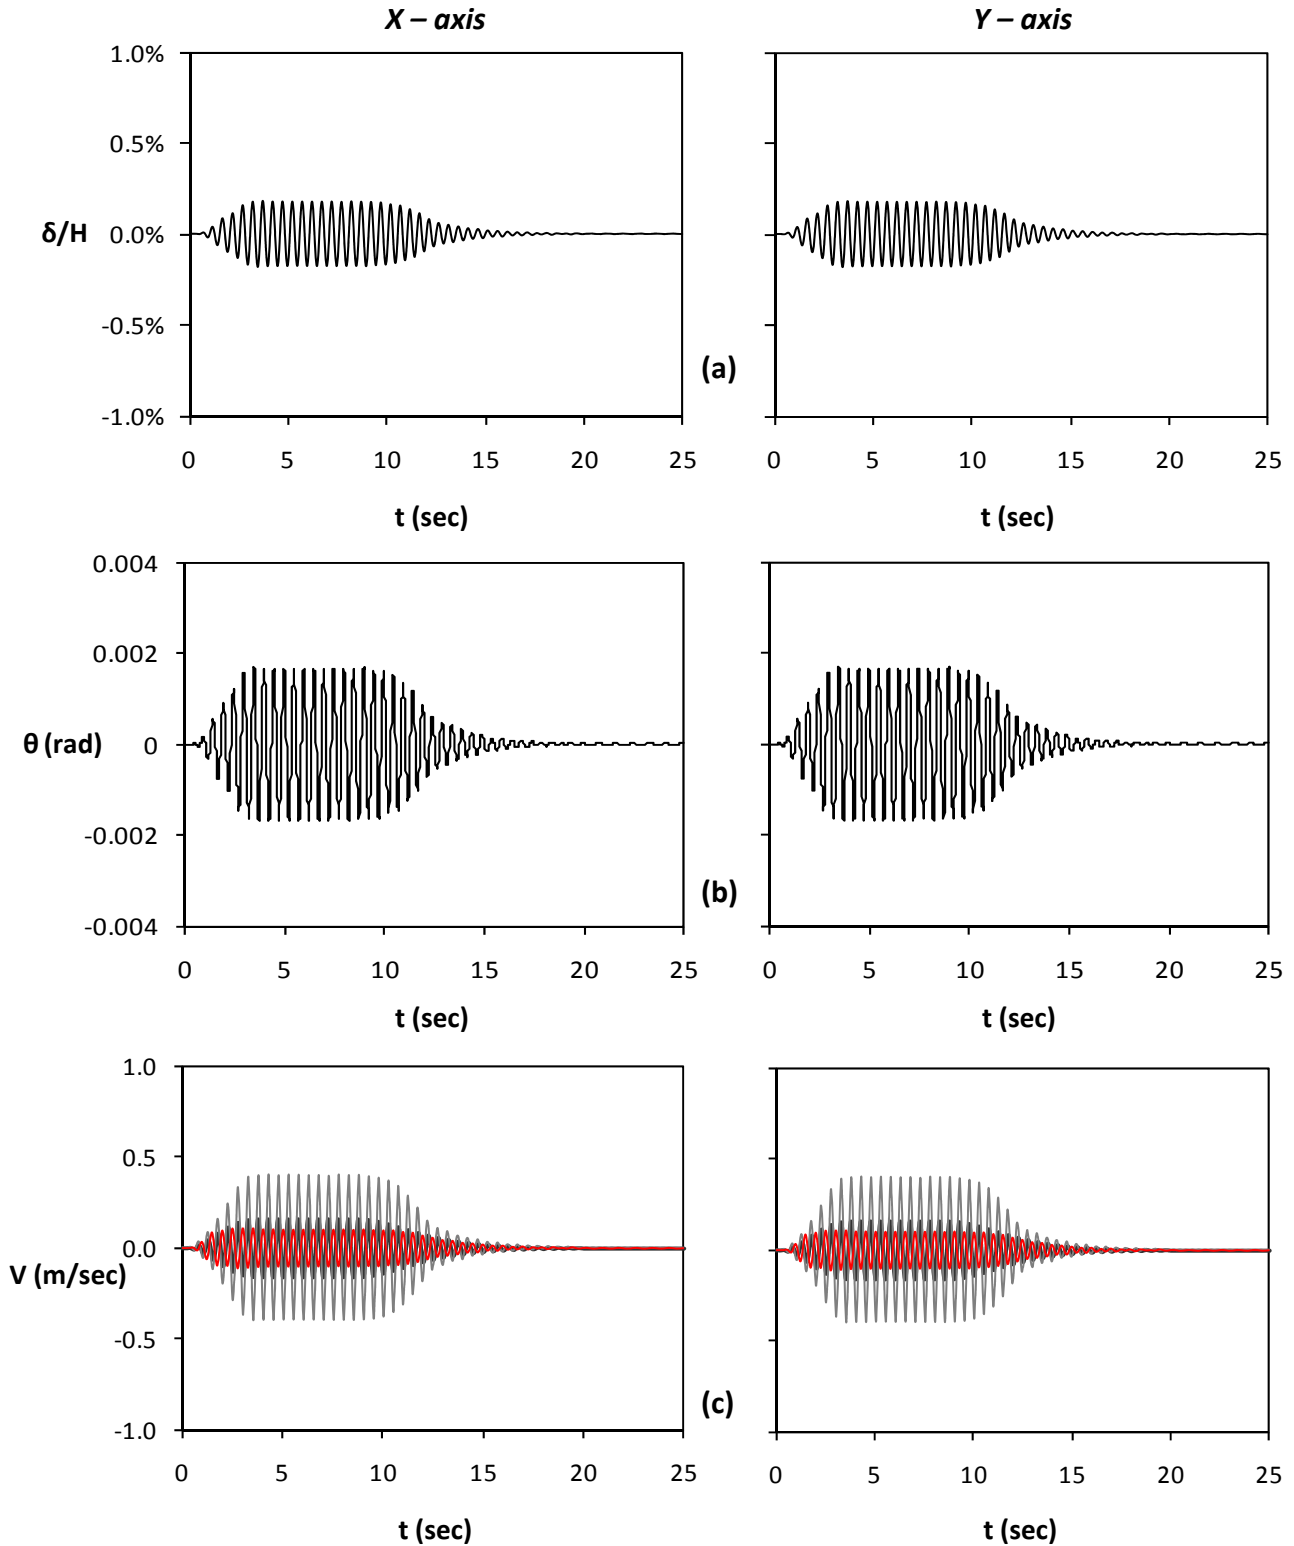 X – axis Y – axis
1.0%
0.5%
δ/H 0.0%
-0.5%
(a)
-1.0%
0 5 10 15 20 25 0 5 10 15 20 25
t (sec) t (sec)
0.004
0.002
θ (rad) 0
-0.002
(b)
-0.004
0 5 10 15 20 25 0 5 10 15 20 25
t (sec) t (sec)
1.0
0.5
0.0
V (m/sec)
-0.5
(c)
-1.0
0 5 10 15 20 25 0 5 10 15 20 25
t (sec) t (sec)